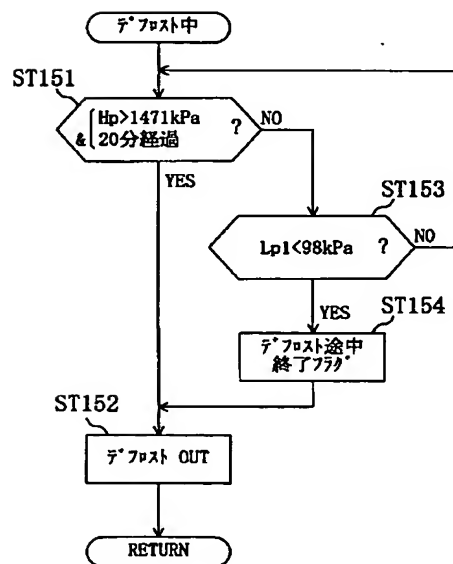 デフロスト中
ST151
Hp>1471kPa
& 20分経過 ?
NO
YES
ST153
Lp1<98kPa ?
NO
YES
ST154
デフロスト途中
終了フラグ
ST152
デフロスト OUT
RETURN